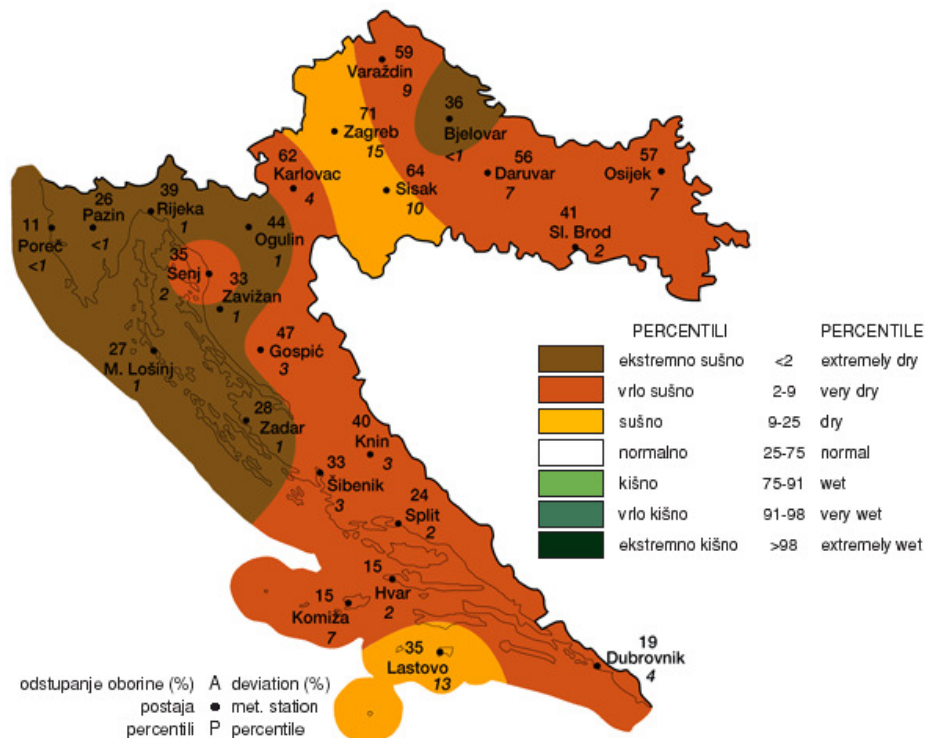 59
Varaždin
9
36
Bjelovar
<1
71
Zagreb
15
62
Karlovac
4
64
Sisak
10
56
Daruvar
7
57
Osijek
7
41
Sl. Brod
2
39
Rijeka
1
26
Pazin
<1
11
Poreč
<1
44
Ogulin
1
35
Senj
2
33
Zavižan
1
47
Gospić
3
27
M. Lošinj
1
28
Zadar
1
40
Knin
3
33
Šibenik
3
24
Split
2
15
Hvar
2
15
Komiža
7
35
Lastovo
13
19
Dubrovnik
4
PERCENTILI PERCENTILE
ekstremno sušno <2 extremely dry
vrlo sušno 2-9 very dry
sušno 9-25 dry
normalno 25-75 normal
kišno 75-91 wet
vrlo kišno 91-98 very wet
ekstremno kišno >98 extremely wet
odstupanje oborine (%) A deviation (%)
postaja met. station
percentili P percentile